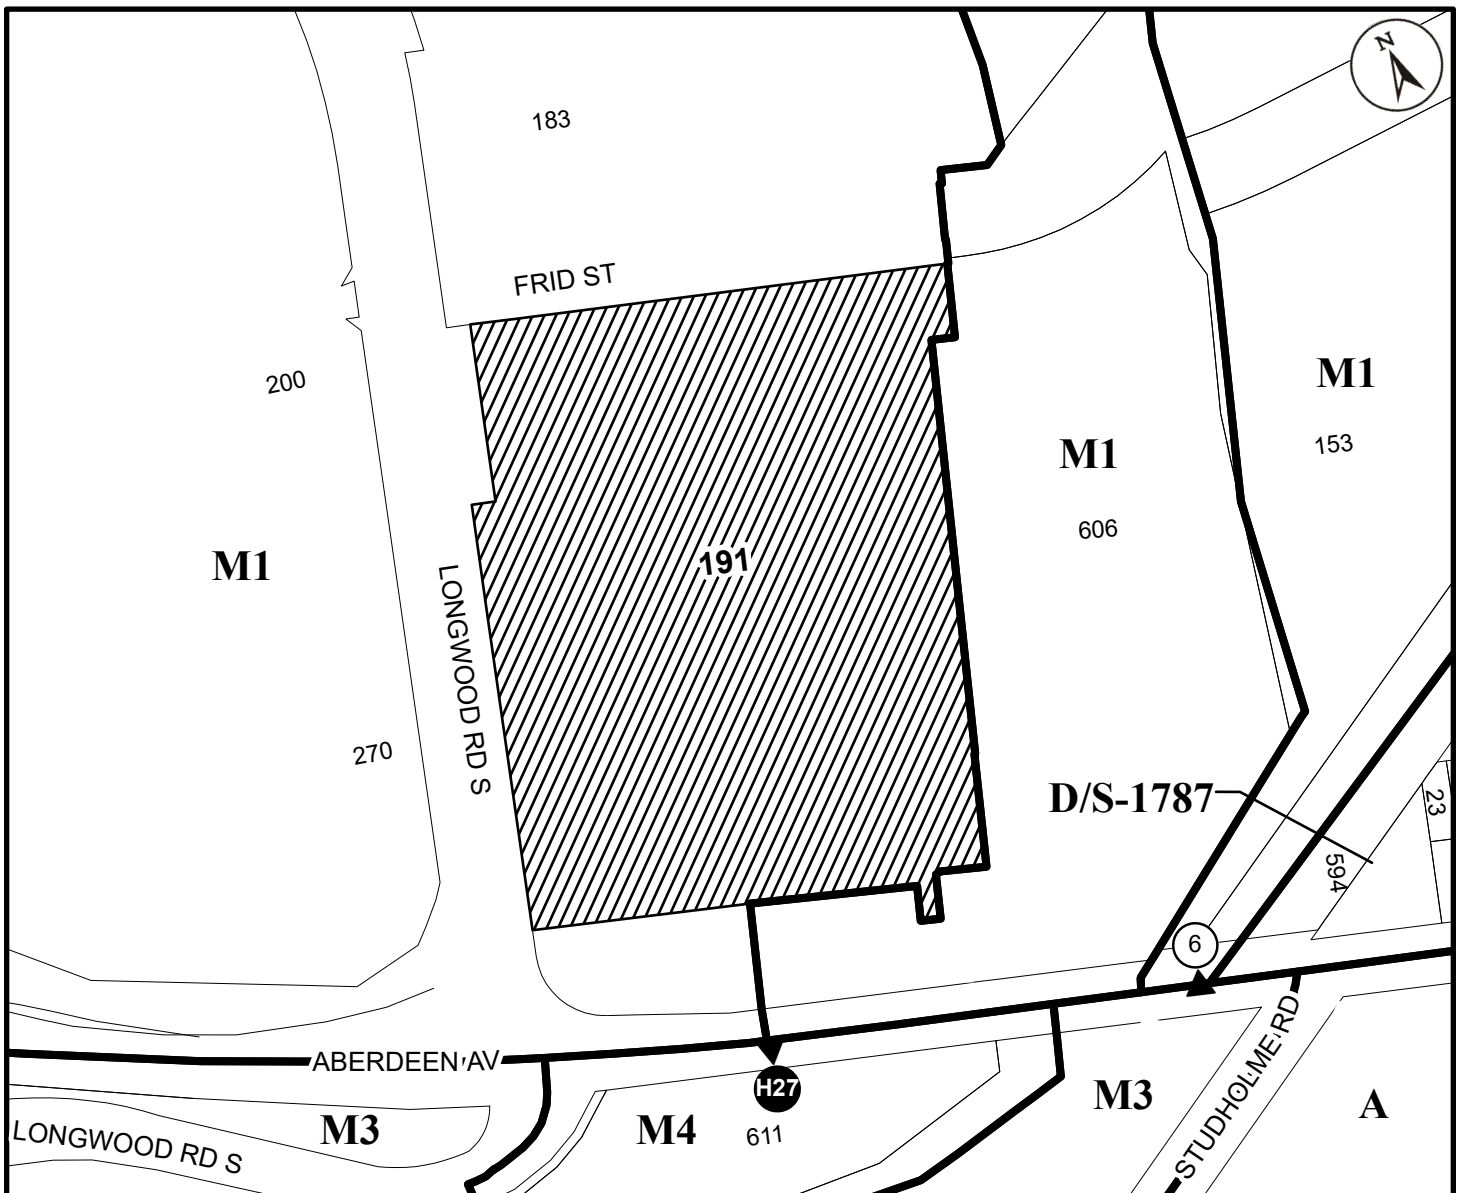 N
183
FRID ST
200
M1
M1
153
M1
606
191
LONGWOOD RD S
270
D/S-1787
23
594
6
ABERDEEN AV
H27
STUDHOLME RD
M3
M4
611
M3
A
LONGWOOD RD S